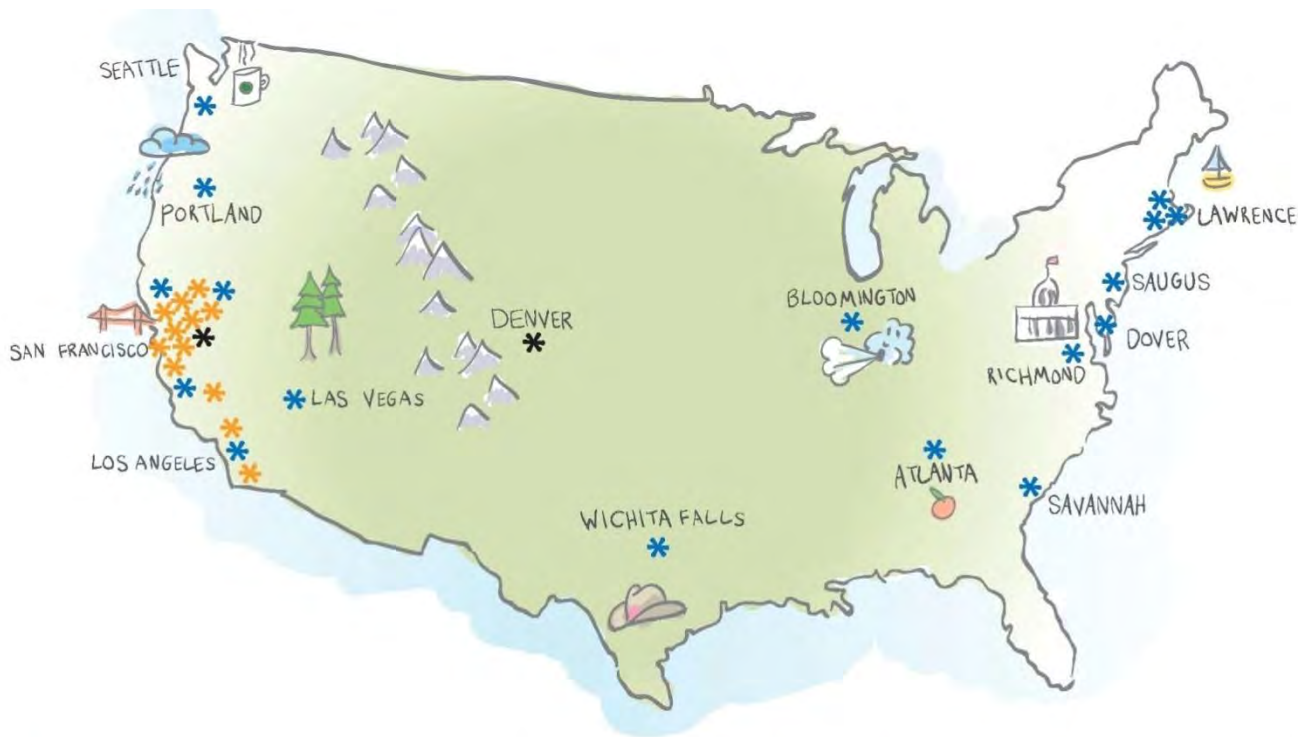 SEATTLE
PORTLAND
LAWRENCE
SAUGUS
BLOOMINGTON
DENVER
DOVER
SAN FRANCISCO
RICHMOND
LAS VEGAS
LOS ANGELES
ATLANTA
SAVANNAH
WICHITA FALLS